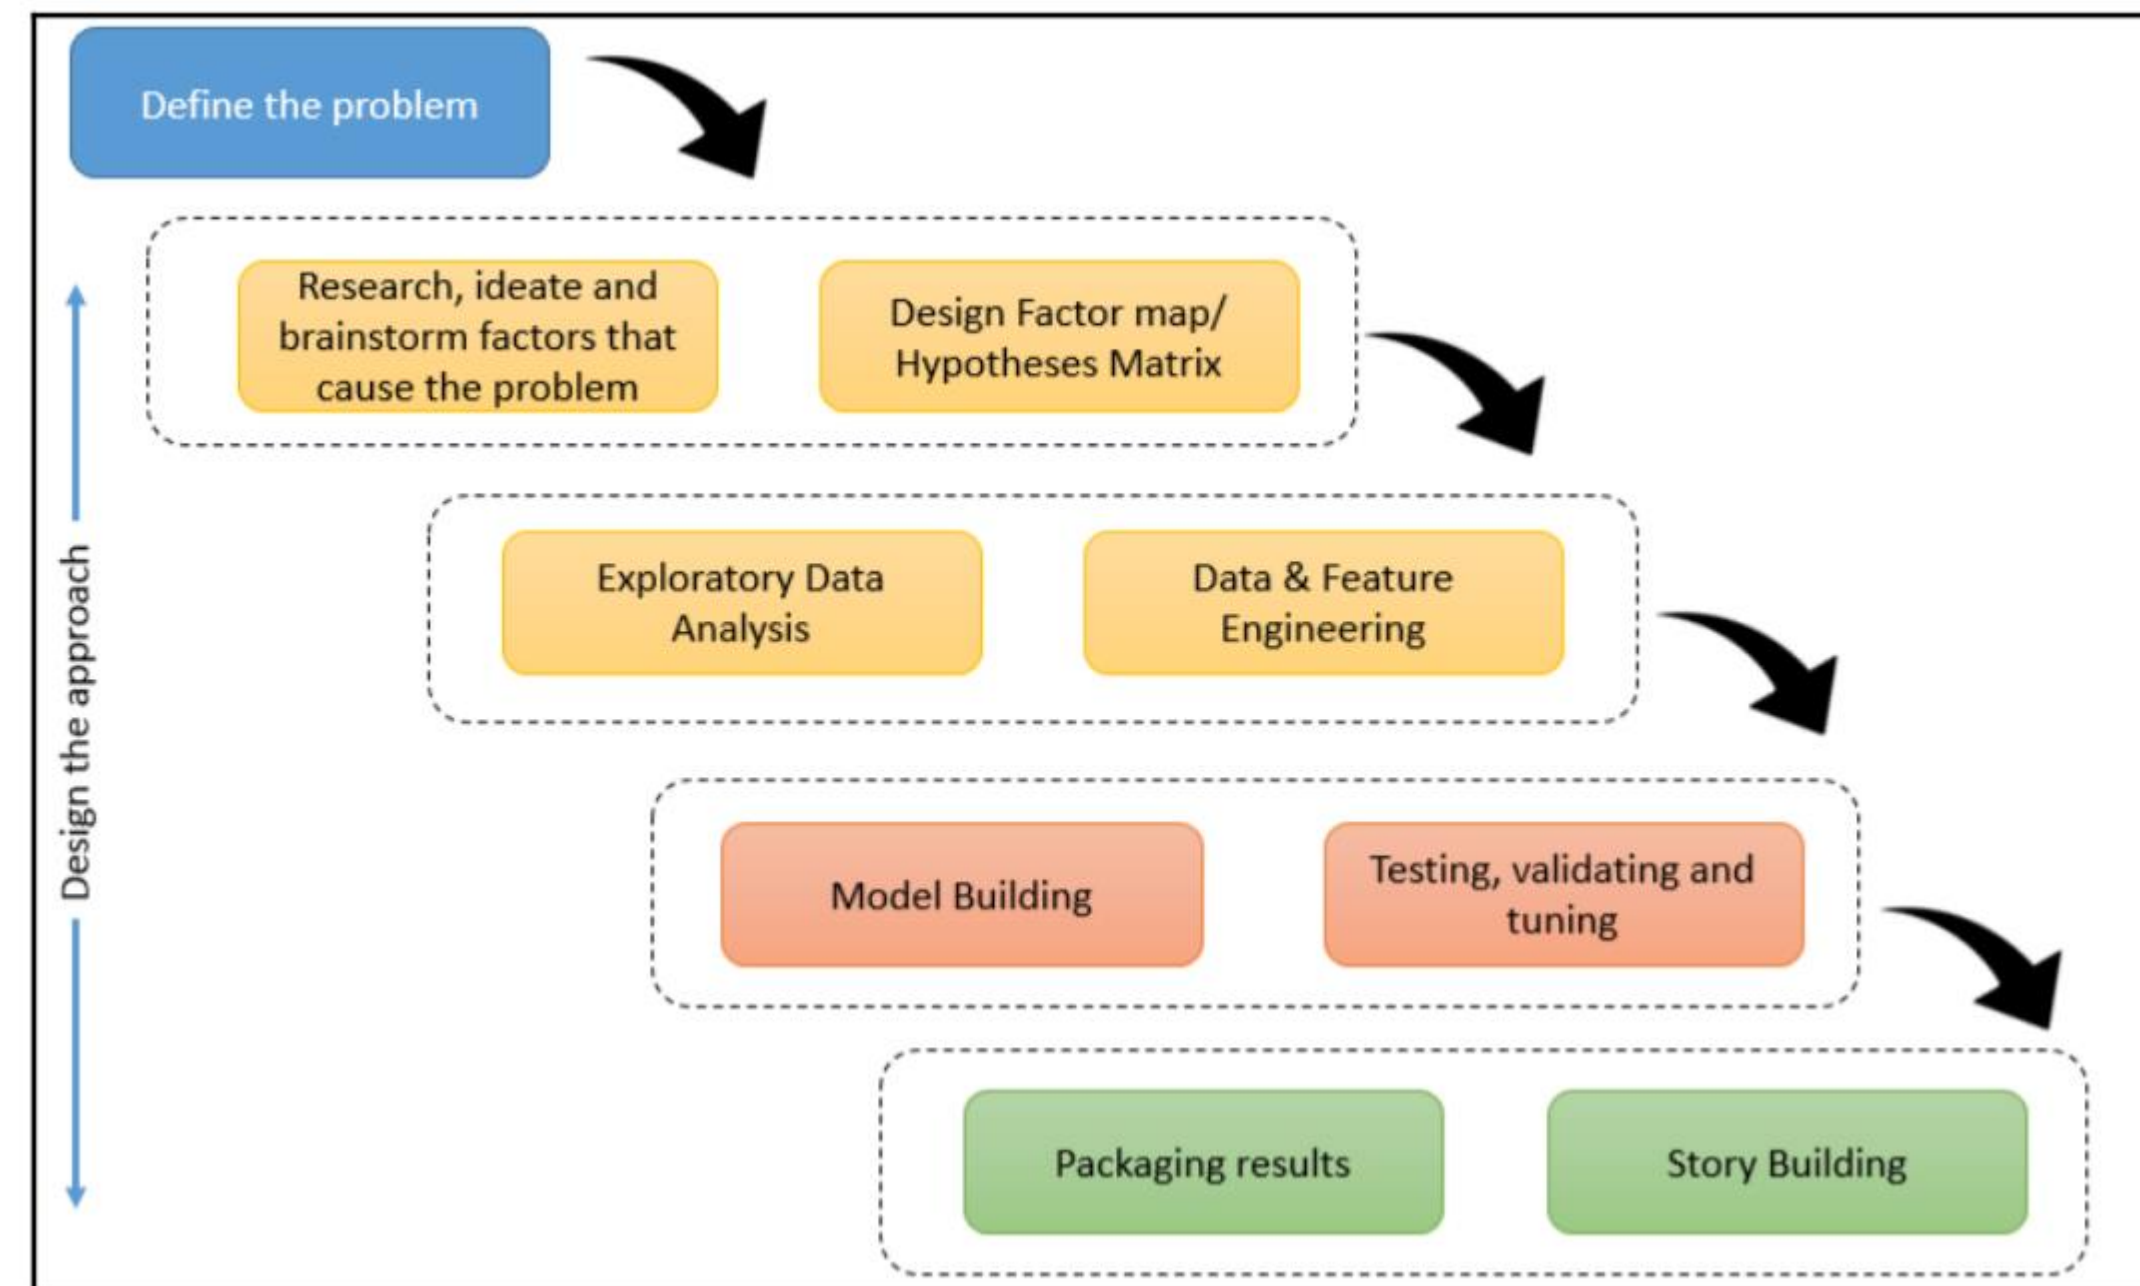 Define the problem
Research, ideate and
brainstorm factors that
cause the problem
Design Factor map/
Hypotheses Matrix
Design the approach
Exploratory Data
Analysis
Data & Feature
Engineering
Model Building
Testing, validating and
tuning
Packaging results
Story Building